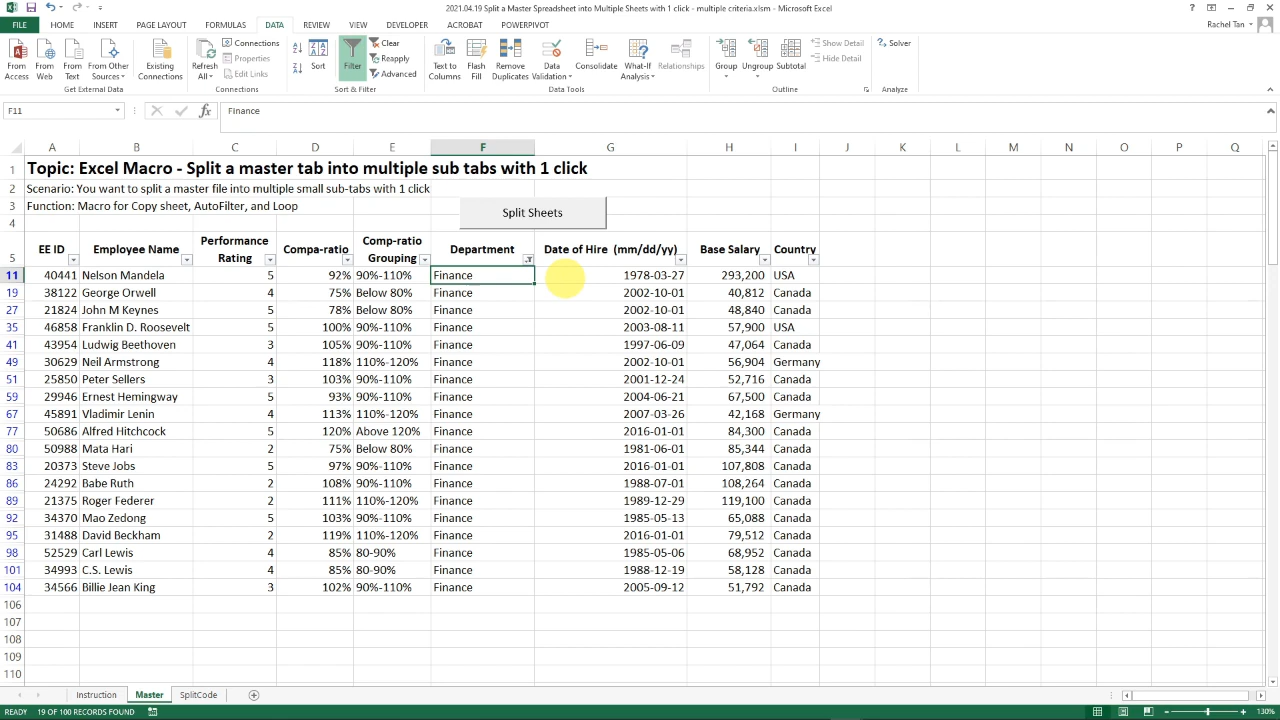 2021.04.19 Split a Master Spreadsheet into Multiple Sheets with 1 click - multiple criteria.xlsm - Microsoft Excel
FILE HOME INSERT PAGE LAYOUT FORMULAS DATA REVIEW VIEW DEVELOPER ACROBAT POWERPIVOT Rachel Tan
From Access
From Web
From Text
From Other Sources
Existing Connections
Refresh All
Connections
Properties
Edit Links
Sort
Filter
Clear
Reapply
Advanced
Text to Columns
Flash Fill
Remove Duplicates
Data Validation
Consolidate
What-If Analysis
Relationships
Group
Ungroup
Subtotal
Show Detail
Hide Detail
Solver
Get External Data Connections Sort & Filter Data Tools Outline Analyze
F11 fx Finance
A B C D E F G H I J K L M N O P Q
1 Topic: Excel Macro - Split a master tab into multiple sub tabs with 1 click
2 Scenario: You want to split a master file into multiple small sub-tabs with 1 click
3 Function: Macro for Copy sheet, AutoFilter, and Loop
Split Sheets
4
5 EE ID Employee Name Performance Rating Compa-ratio Comp-ratio Grouping Department Date of Hire (mm/dd/yy) Base Salary Country
11 40441 Nelson Mandela 5 92% 90%-110% Finance 1978-03-27 293,200 USA
19 38122 George Orwell 4 75% Below 80% Finance 2002-10-01 40,812 Canada
27 21824 John M Keynes 5 78% Below 80% Finance 2002-10-01 48,840 Canada
35 46858 Franklin D. Roosevelt 5 100% 90%-110% Finance 2003-08-11 57,900 USA
41 43954 Ludwig Beethoven 3 105% 90%-110% Finance 1997-06-09 47,064 Canada
49 30629 Neil Armstrong 4 118% 110%-120% Finance 2002-10-01 56,904 Germany
51 25850 Peter Sellers 3 103% 90%-110% Finance 2001-12-24 52,716 Canada
59 29946 Ernest Hemingway 5 93% 90%-110% Finance 2004-06-21 67,500 Canada
67 45891 Vladimir Lenin 4 113% 110%-120% Finance 2007-03-26 42,168 Germany
77 50686 Alfred Hitchcock 5 120% Above 120% Finance 2016-01-01 84,300 Canada
80 50988 Mata Hari 2 75% Below 80% Finance 1981-06-01 85,344 Canada
83 20373 Steve Jobs 5 97% 90%-110% Finance 2016-01-01 107,808 Canada
86 24292 Babe Ruth 2 108% 90%-110% Finance 1988-07-01 108,264 Canada
89 21375 Roger Federer 2 111% 110%-120% Finance 1989-12-29 119,100 Canada
92 34370 Mao Zedong 5 103% 90%-110% Finance 1985-05-13 65,088 Canada
95 31488 David Beckham 2 119% 110%-120% Finance 2016-01-01 79,512 Canada
98 52529 Carl Lewis 4 85% 80-90% Finance 1985-05-06 68,952 Canada
101 34993 C.S. Lewis 4 85% 80-90% Finance 1988-12-19 58,128 Canada
104 34566 Billie Jean King 3 102% 90%-110% Finance 2005-09-12 51,792 Canada
106
107
108
109
110
Instruction Master SplitCode
READY 19 OF 100 RECORDS FOUND 130%